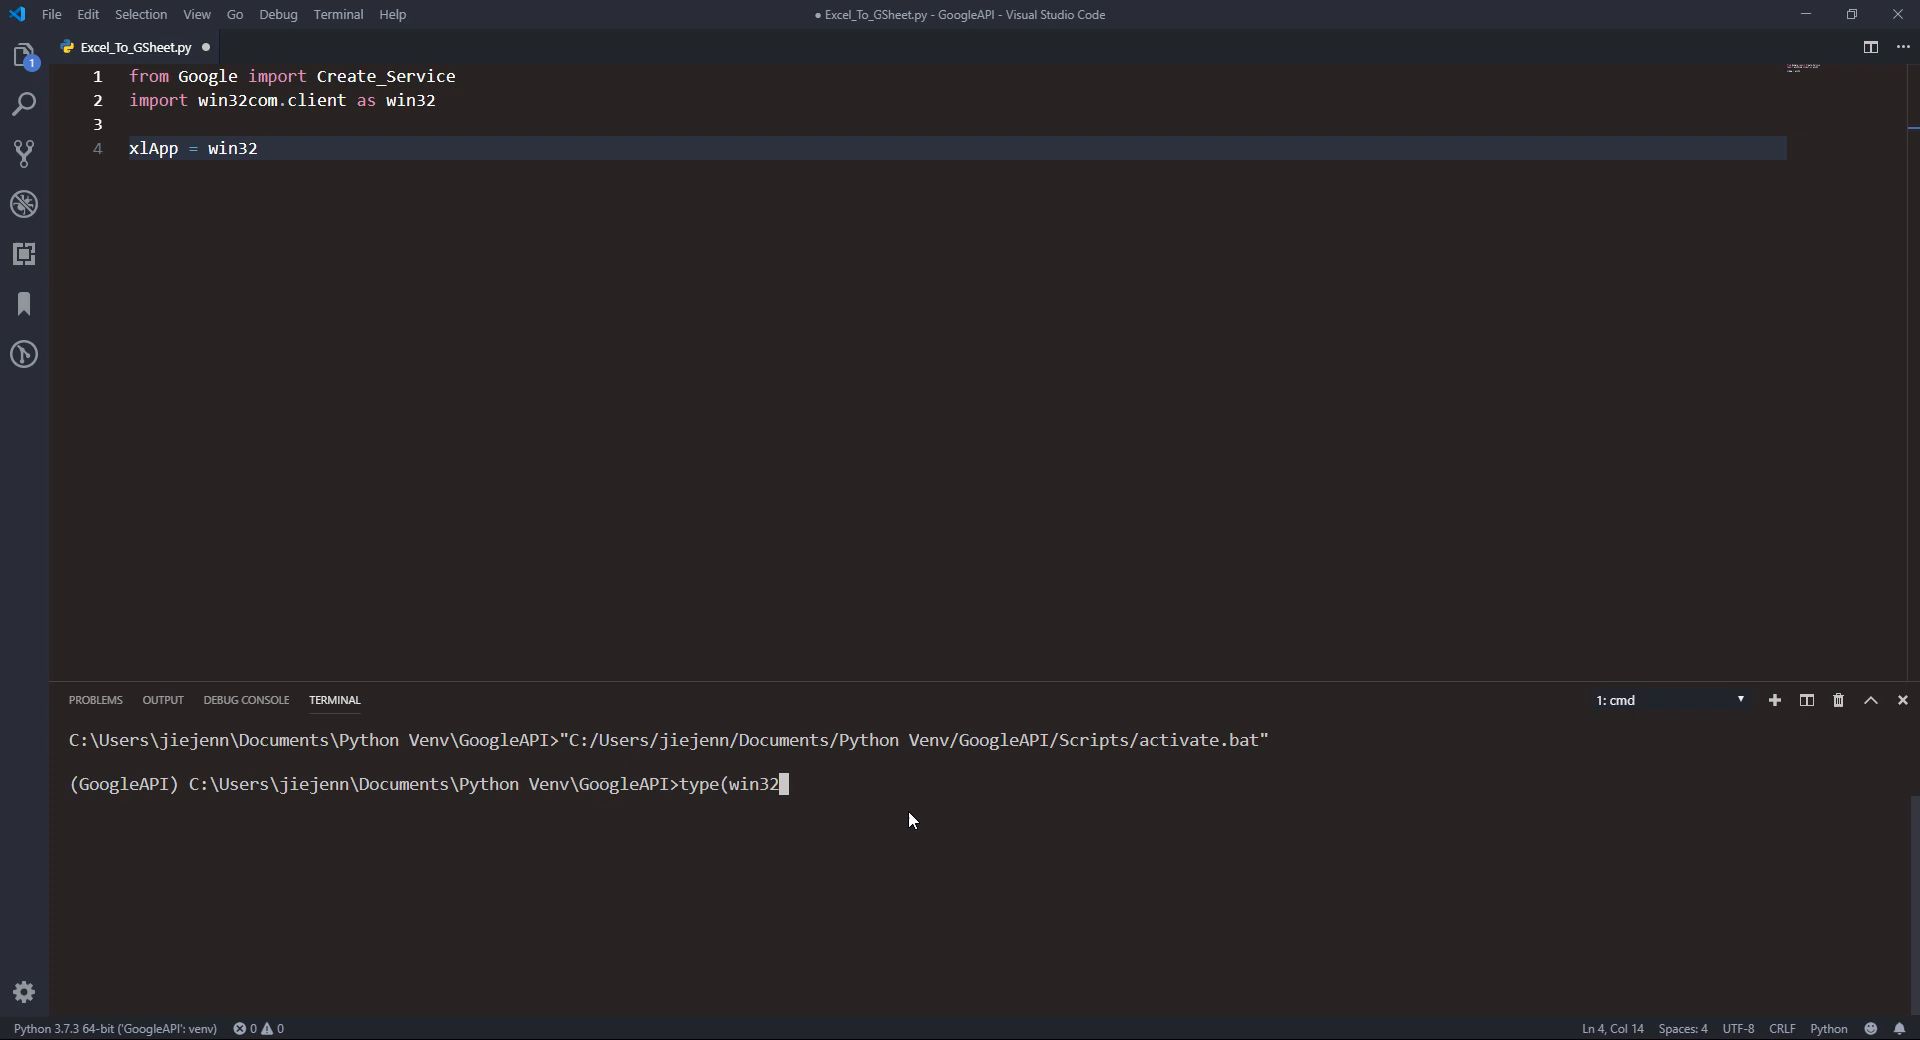 File Edit Selection View Go Debug Terminal Help
● Excel_To_GSheet.py - GoogleAPI - Visual Studio Code
Excel_To_GSheet.py ●
1
1 from Google import Create_Service
2 import win32com.client as win32
3
4 xlApp = win32
PROBLEMS OUTPUT DEBUG CONSOLE TERMINAL
1: cmd
C:\Users\jiejenn\Documents\Python Venv\GoogleAPI>"C:/Users/jiejenn/Documents/Python Venv/GoogleAPI/Scripts/activate.bat"
(GoogleAPI) C:\Users\jiejenn\Documents\Python Venv\GoogleAPI>type(win32
Python 3.7.3 64-bit ('GoogleAPI': venv) 0 0
Ln 4, Col 14 Spaces: 4 UTF-8 CRLF Python